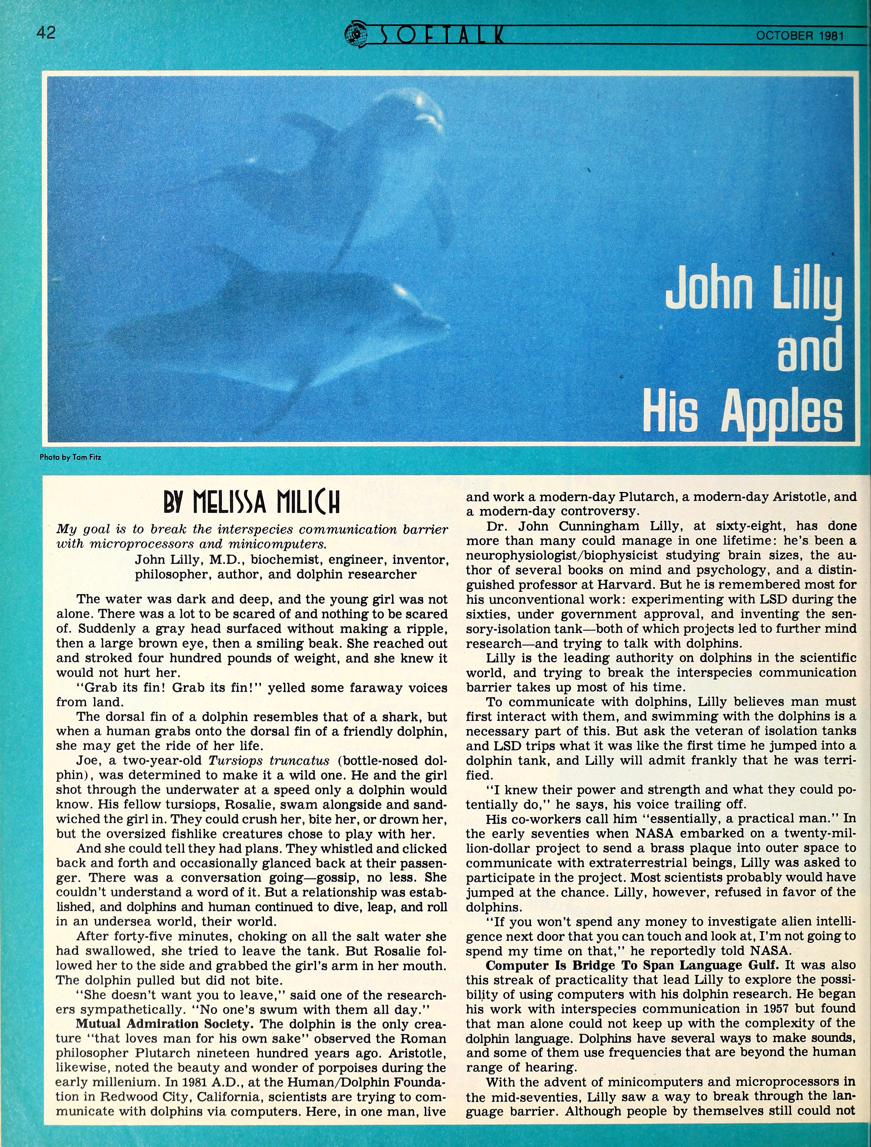 42
SOFTALK
OCTOBER 1981
John Lilly
and
His Apples
Photo by Tom Fitz
BY MELISSA MILICH
My goal is to break the interspecies communication barrier
with microprocessors and minicomputers.
John Lilly, M.D., biochemist, engineer, inventor,
philosopher, author, and dolphin researcher
The water was dark and deep, and the young girl was not
alone. There was a lot to be scared of and nothing to be scared
of. Suddenly a gray head surfaced without making a ripple,
then a large brown eye, then a smiling beak. She reached out
and stroked four hundred pounds of weight, and she knew it
would not hurt her.
"Grab its fin! Grab its fin!" yelled some faraway voices
from land.
The dorsal fin of a dolphin resembles that of a shark, but
when a human grabs onto the dorsal fin of a friendly dolphin,
she may get the ride of her life.
Joe, a two-year-old Tursiops truncatus (bottle-nosed dol-
phin), was determined to make it a wild one. He and the girl
shot through the underwater at a speed only a dolphin would
know. His fellow tursiops, Rosalie, swam alongside and sand-
wiched the girl in. They could crush her, bite her, or drown her,
but the oversized fishlike creatures chose to play with her.
And she could tell they had plans. They whistled and clicked
back and forth and occasionally glanced back at their passen-
ger. There was a conversation going—gossip, no less. She
couldn't understand a word of it. But a relationship was estab-
lished, and dolphins and human continued to dive, leap, and roll
in an undersea world, their world.
After forty-five minutes, choking on all the salt water she
had swallowed, she tried to leave the tank. But Rosalie fol-
lowed her to the side and grabbed the girl's arm in her mouth.
The dolphin pulled but did not bite.
"She doesn't want you to leave," said one of the research-
ers sympathetically. "No one's swum with them all day."
Mutual Admiration Society. The dolphin is the only crea-
ture "that loves man for his own sake" observed the Roman
philosopher Plutarch nineteen hundred years ago. Aristotle,
likewise, noted the beauty and wonder of porpoises during the
early millenium. In 1981 A.D., at the Human/Dolphin Founda-
tion in Redwood City, California, scientists are trying to com-
municate with dolphins via computers. Here, in one man, live
and work a modern-day Plutarch, a modern-day Aristotle, and
a modern-day controversy.
Dr. John Cunningham Lilly, at sixty-eight, has done
more than many could manage in one lifetime: he's been a
neurophysiologist/biophysicist studying brain sizes, the au-
thor of several books on mind and psychology, and a distin-
guished professor at Harvard. But he is remembered most for
his unconventional work: experimenting with LSD during the
sixties, under government approval, and inventing the sen-
sory-isolation tank—both of which projects led to further mind
research—and trying to talk with dolphins.
Lilly is the leading authority on dolphins in the scientific
world, and trying to break the interspecies communication
barrier takes up most of his time.
To communicate with dolphins, Lilly believes man must
first interact with them, and swimming with the dolphins is a
necessary part of this. But ask the veteran of isolation tanks
and LSD trips what it was like the first time he jumped into a
dolphin tank, and Lilly will admit frankly that he was terri-
fied.
"I knew their power and strength and what they could po-
tentially do," he says, his voice trailing off.
His co-workers call him "essentially, a practical man." In
the early seventies when NASA embarked on a twenty-mil-
lion-dollar project to send a brass plaque into outer space to
communicate with extraterrestrial beings, Lilly was asked to
participate in the project. Most scientists probably would have
jumped at the chance. Lilly, however, refused in favor of the
dolphins.
"If you won't spend any money to investigate alien intelli-
gence next door that you can touch and look at, I'm not going to
spend my time on that," he reportedly told NASA.
Computer Is Bridge To Span Language Gulf. It was also
this streak of practicality that lead Lilly to explore the possi-
bility of using computers with his dolphin research. He began
his work with interspecies communication in 1957 but found
that man alone could not keep up with the complexity of the
dolphin language. Dolphins have several ways to make sounds,
and some of them use frequencies that are beyond the human
range of hearing.
With the advent of minicomputers and microprocessors in
the mid-seventies, Lilly saw a way to break through the lan-
guage barrier. Although people by themselves still could not